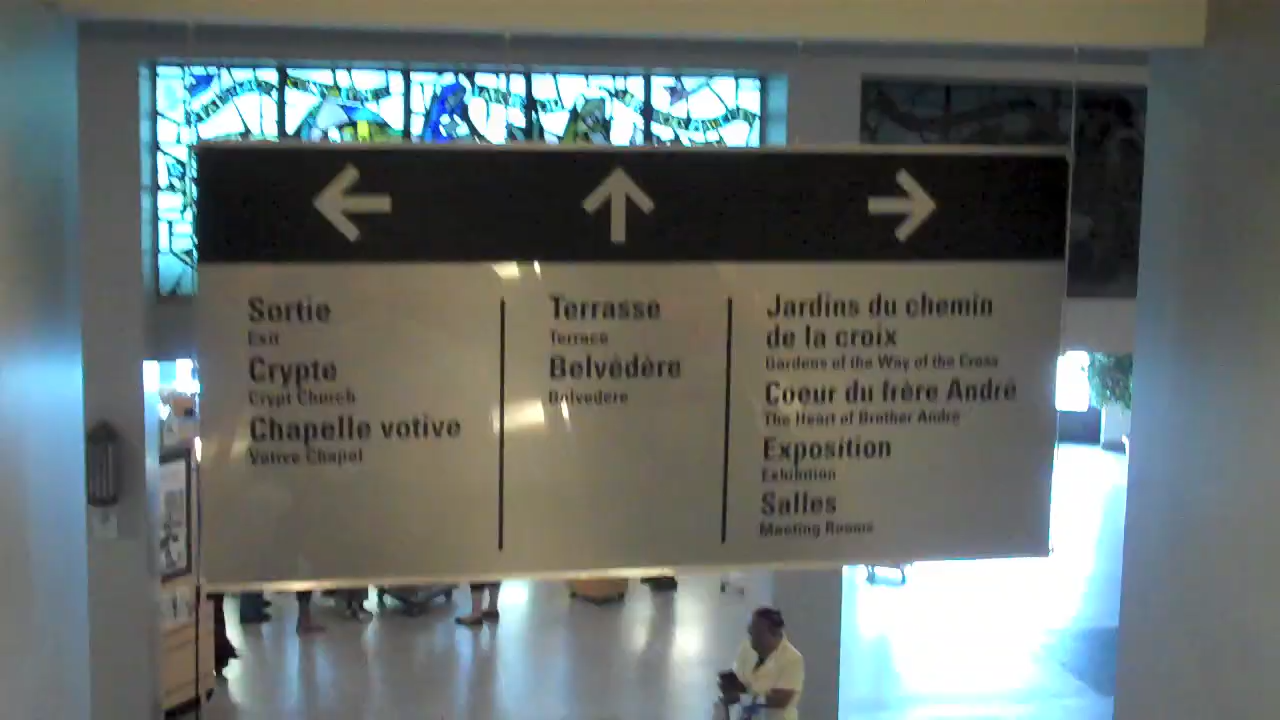 Sortie
Exit
Crypte
Crypt Church
Chapelle votive
Votive Chapel
Terrasse
Terrace
Belvédère
Belvedere
Jardins du chemin
de la croix
Gardens of the Way of the Cross
Coeur du frère André
The Heart of Brother André
Exposition
Exhibition
Salles
Meeting Rooms